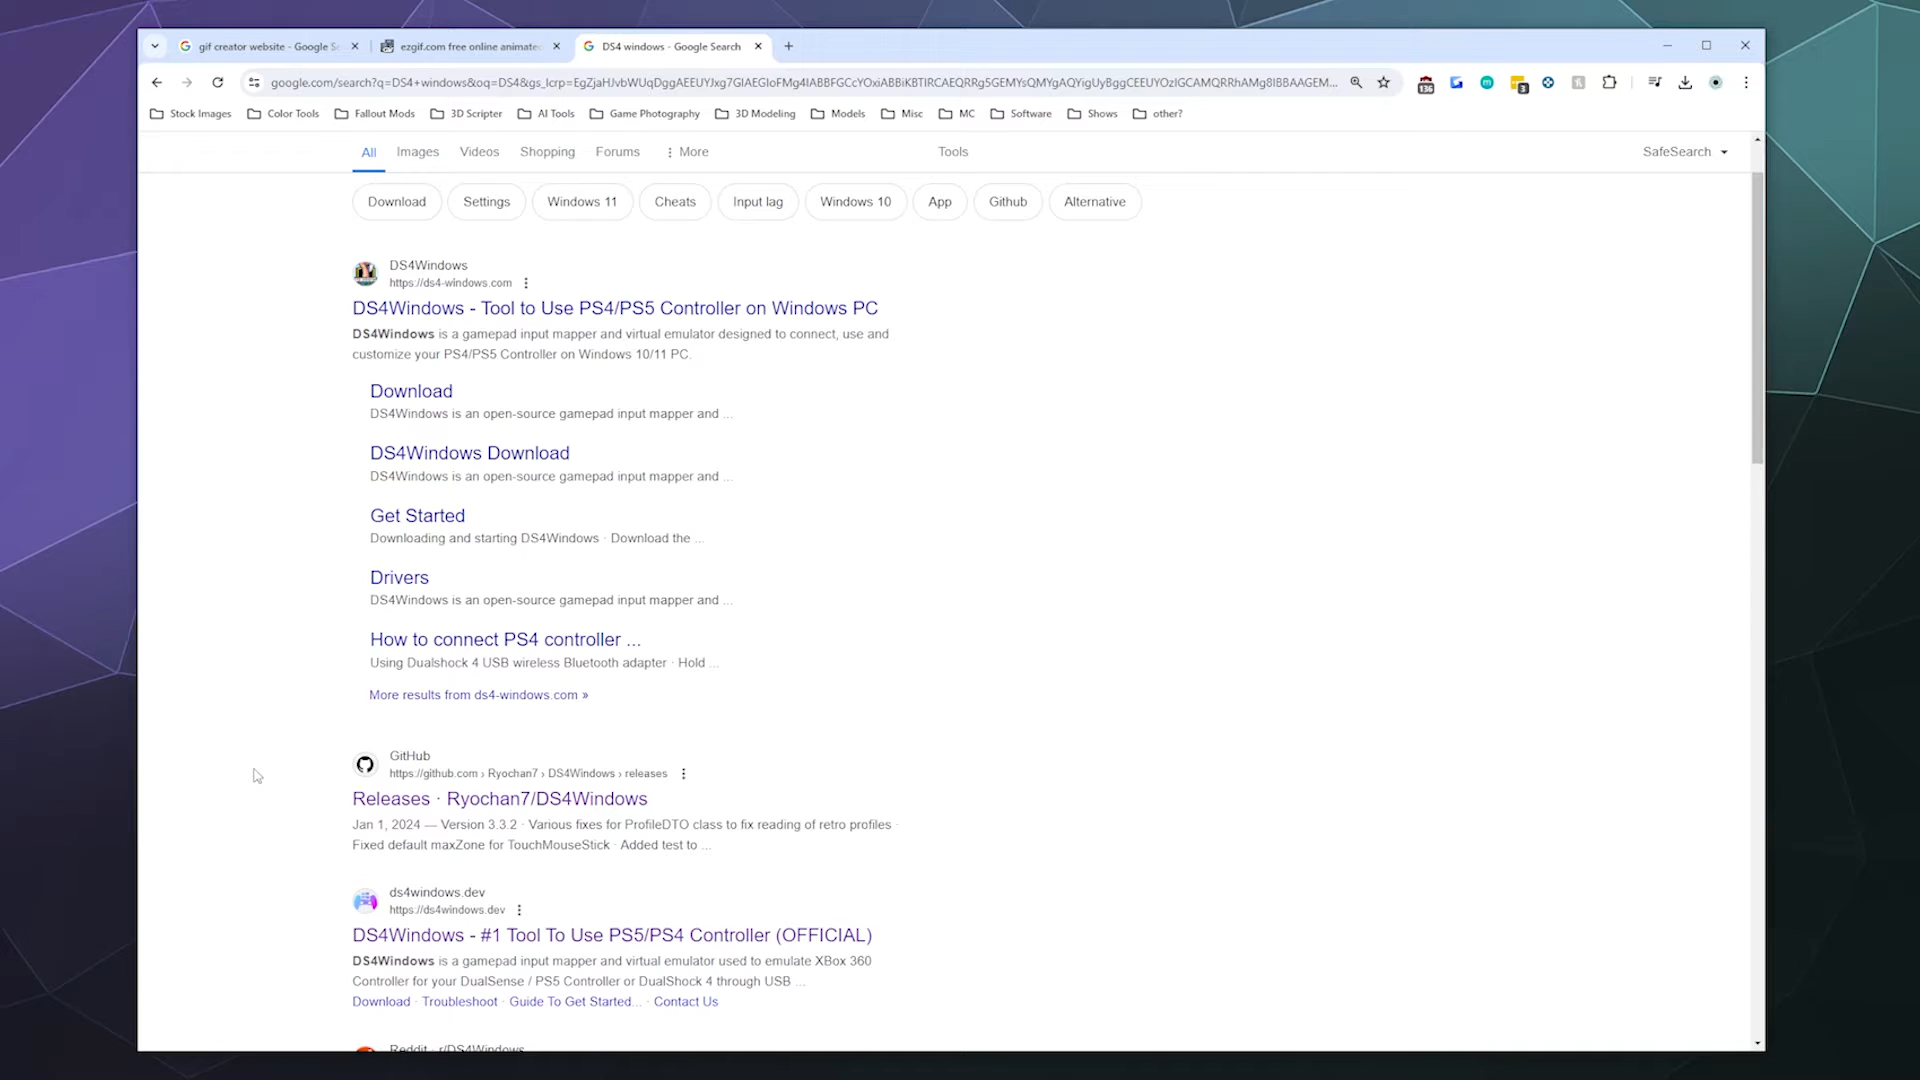 gif creator website - Google Se
ezgif.com free online animate
DS4 windows - Google Search
google.com/search?q=DS4+windows&oq=DS4&gs_lcrp=
136
3
Stock Images
Color Tools
Fallout Mods
3D Scripter
AI Tools
Game Photography
3D Modeling
Models
Misc
MC
Software
Shows
other?
All
Images
Videos
Shopping
Forums
More
Tools
SafeSearch
Download
Settings
Windows 11
Cheats
Input lag
Windows 10
App
Github
Alternative
DS4Windows
https://ds4-windows.com
DS4Windows - Tool to Use PS4/PS5 Controller on Windows PC
DS4Windows is a gamepad input mapper and virtual emulator designed to connect, use and
customize your PS4/PS5 Controller on Windows 10/11 PC.
Download
DS4Windows is an open-source gamepad input mapper and ...
DS4Windows Download
DS4Windows is an open-source gamepad input mapper and ...
Get Started
Downloading and starting DS4Windows · Download the ...
Drivers
DS4Windows is an open-source gamepad input mapper and ...
How to connect PS4 controller ...
Using Dualshock 4 USB wireless Bluetooth adapter · Hold ...
More results from ds4-windows.com »
GitHub
https://github.com › Ryochan7 › DS4Windows › releases
Releases · Ryochan7/DS4Windows
Jan 1, 2024 — Version 3.3.2 · Various fixes for ProfileDTO class to fix reading of retro profiles ·
Fixed default maxZone for TouchMouseStick · Added test to ...
ds4windows.dev
https://ds4windows.dev
DS4Windows - #1 Tool To Use PS5/PS4 Controller (OFFICIAL)
DS4Windows is a gamepad input mapper and virtual emulator used to emulate XBox 360
Controller for your DualSense / PS5 Controller or DualShock 4 through USB ...
Download · Troubleshoot · Guide To Get Started... · Contact Us
Reddit · r/DS4Windows